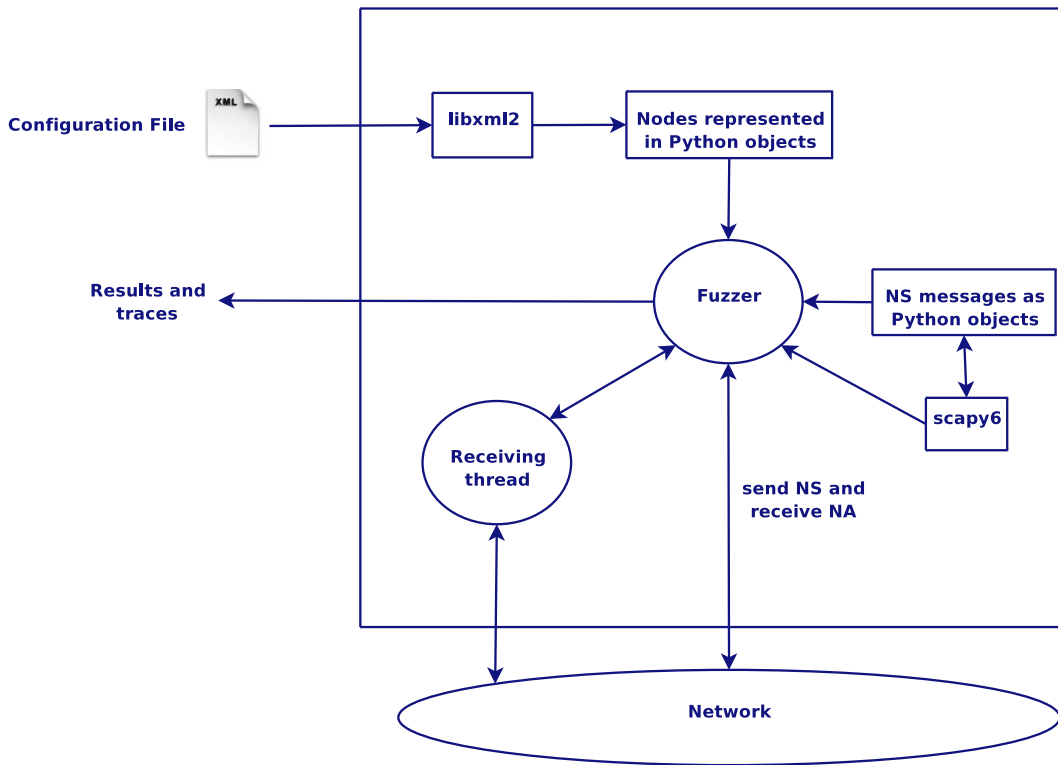 XML
Configuration File
libxml2
Nodes represented
in Python objects
Results and
traces
Fuzzer
NS messages as
Python objects
scapy6
Receiving
thread
send NS and
receive NA
Network